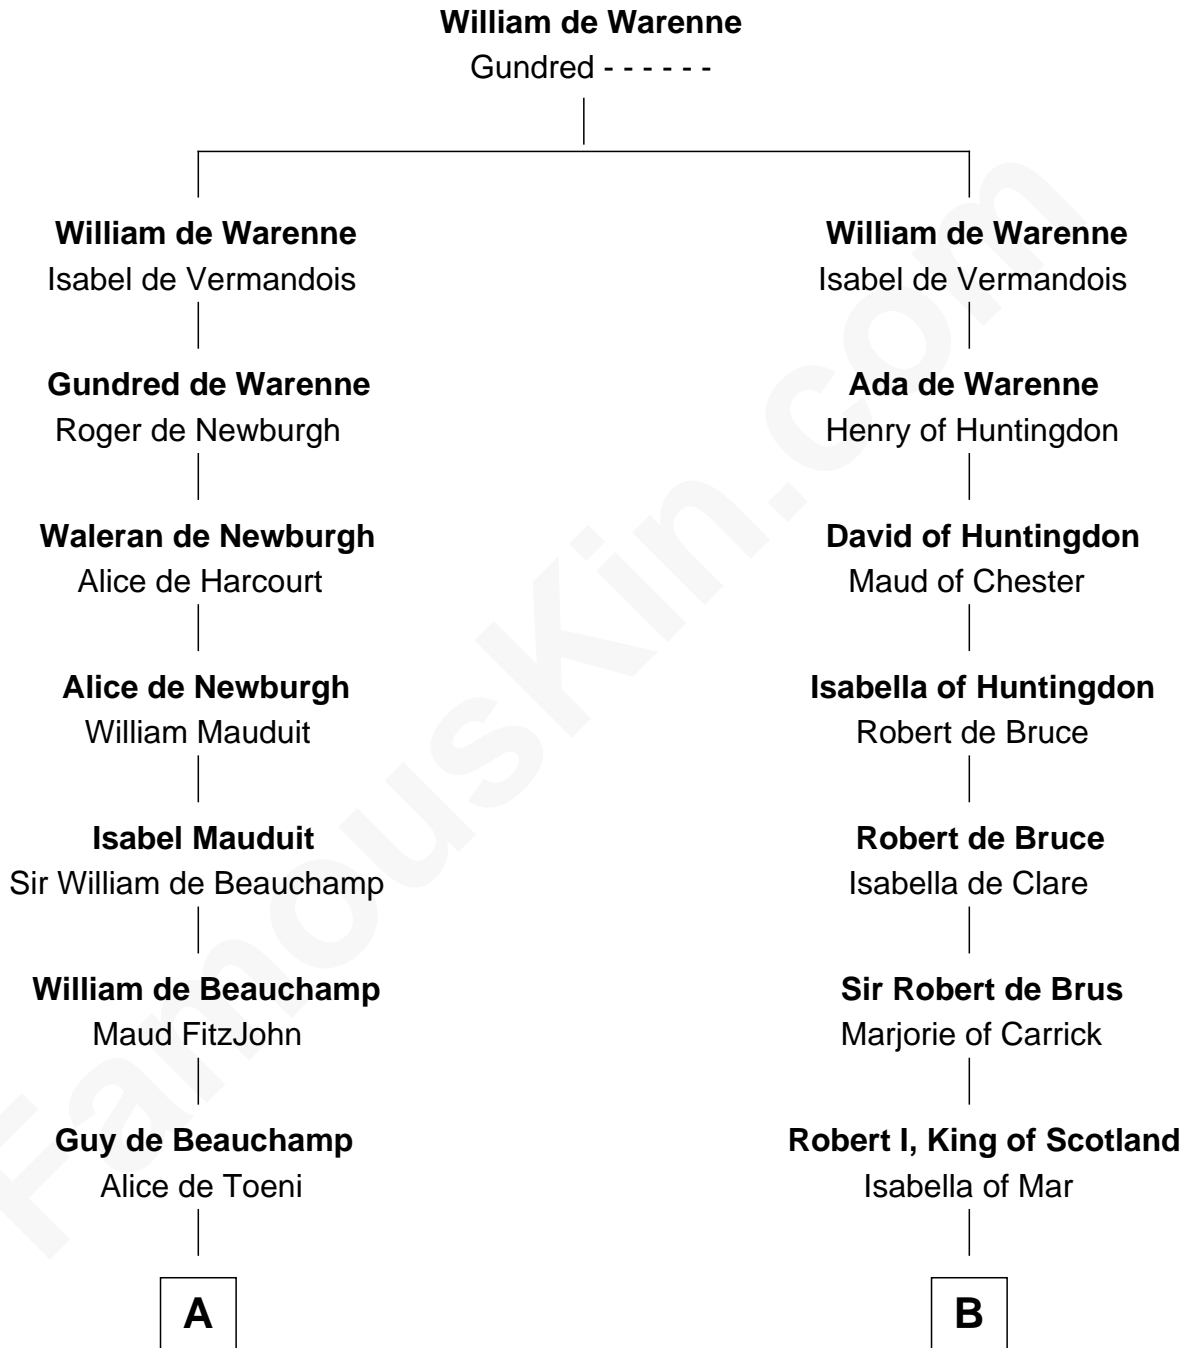 William de Warenne
Gundred - - - - - -
William de Warenne
Isabel de Vermandois
William de Warenne
Isabel de Vermandois
Gundred de Warenne
Roger de Newburgh
Ada de Warenne
Henry of Huntingdon
Waleran de Newburgh
Alice de Harcourt
David of Huntingdon
Maud of Chester
Alice de Newburgh
William Mauduit
Isabella of Huntingdon
Robert de Bruce
Isabel Mauduit
Sir William de Beauchamp
Robert de Bruce
Isabella de Clare
William de Beauchamp
Maud FitzJohn
Sir Robert de Brus
Marjorie of Carrick
Guy de Beauchamp
Alice de Toeni
Robert I, King of Scotland
Isabella of Mar
A
B
FamousKin.com